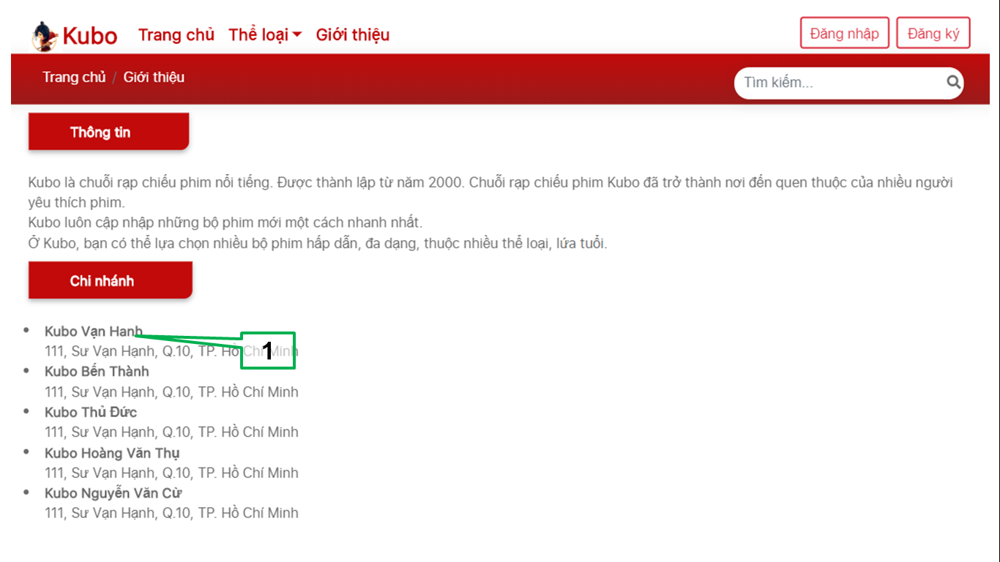 Kubo Trang chủ Thể loại Giới thiệu Đăng nhập Đăng ký
Trang chủ / Giới thiệu Tìm kiếm...
Thông tin
Kubo là chuỗi rạp chiếu phim nổi tiếng. Được thành lập từ năm 2000. Chuỗi rạp chiếu phim Kubo đã trở thành nơi đến quen thuộc của nhiều người
yêu thích phim.
Kubo luôn cập nhập những bộ phim mới một cách nhanh nhất.
Ở Kubo, bạn có thể lựa chọn nhiều bộ phim hấp dẫn, đa dạng, thuộc nhiều thể loại, lứa tuổi.
Chi nhánh
Kubo Vạn Hanh
1
111, Sư Vạn Hạnh, Q.10, TP. Hồ Chí Minh
Kubo Bến Thành
111, Sư Vạn Hạnh, Q.10, TP. Hồ Chí Minh
Kubo Thủ Đức
111, Sư Vạn Hạnh, Q.10, TP. Hồ Chí Minh
Kubo Hoàng Văn Thụ
111, Sư Vạn Hạnh, Q.10, TP. Hồ Chí Minh
Kubo Nguyễn Văn Cừ
111, Sư Vạn Hạnh, Q.10, TP. Hồ Chí Minh